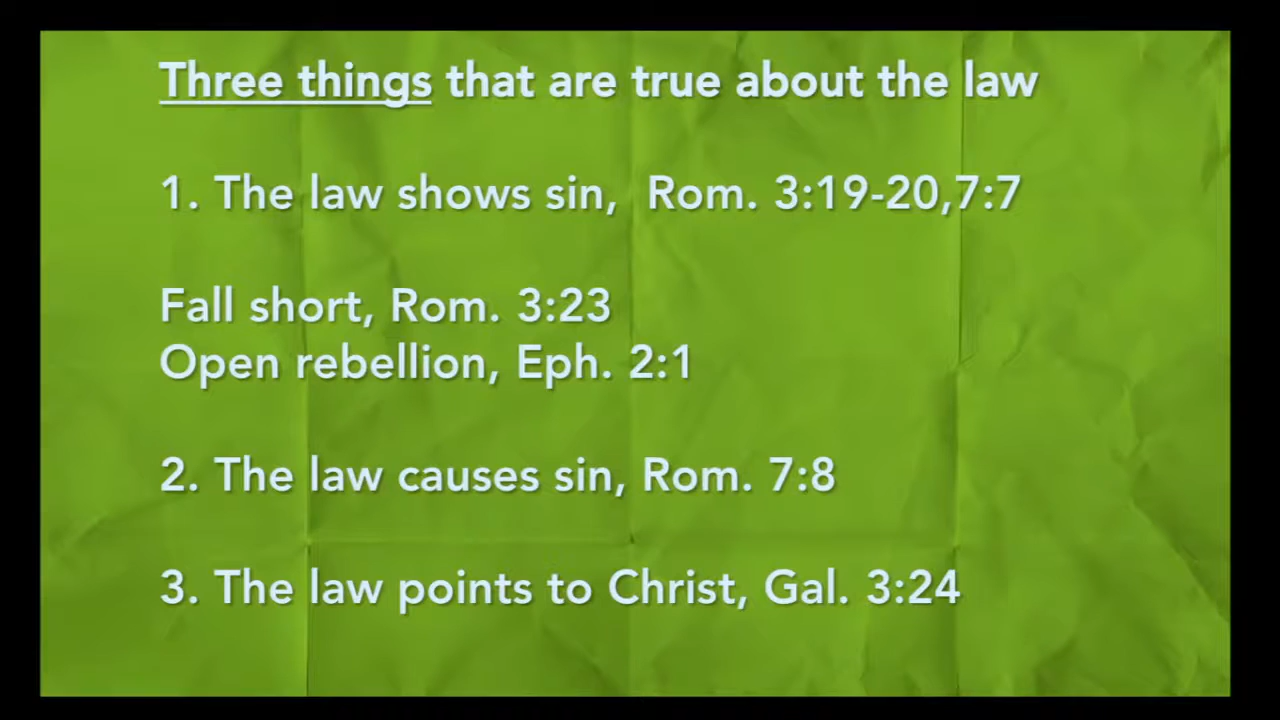 Three things that are true about the law
1. The law shows sin,  Rom. 3:19-20,7:7
Fall short, Rom. 3:23
Open rebellion, Eph. 2:1
2. The law causes sin, Rom. 7:8
3. The law points to Christ, Gal. 3:24